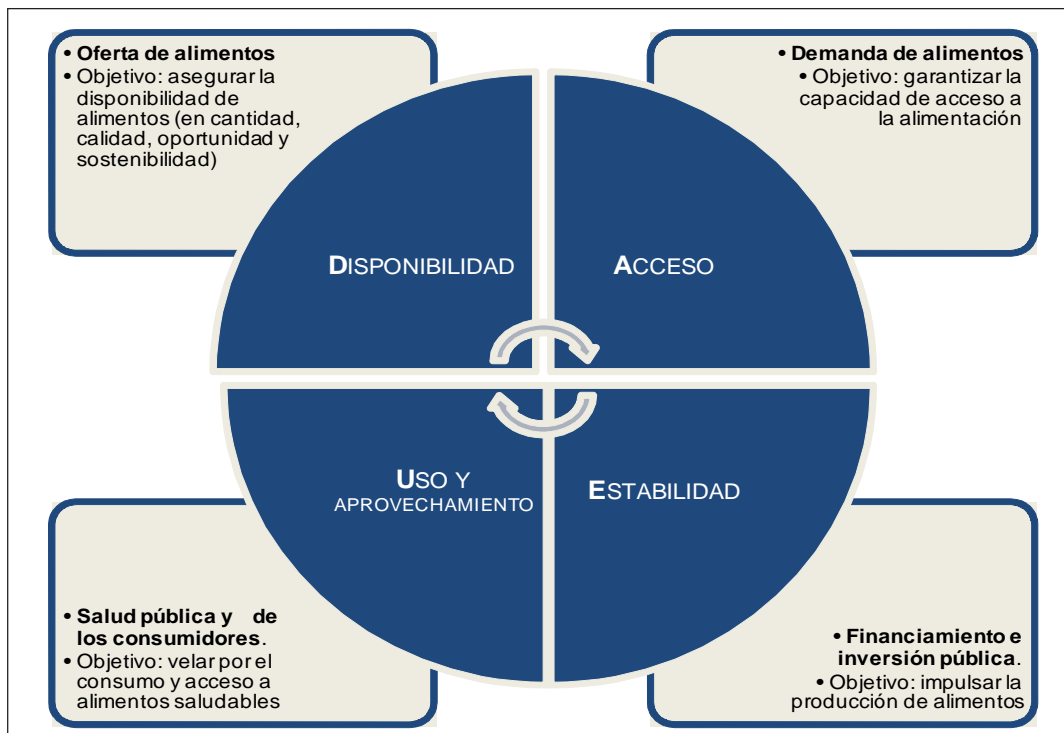 • Oferta de alimentos
• Objetivo: asegurar la
disponibilidad de
alimentos (en cantidad,
calidad, oportunidad y
sostenibilidad)
• Demanda de alimentos
• Objetivo: garantizar la
capacidad de acceso a
la alimentación
DISPONIBILIDAD
ACCESO
USO Y
APROVECHAMIENTO
ESTABILIDAD
• Salud pública y de
los consumidores.
• Objetivo: velar por el
consumo y acceso a
alimentos saludables
• Financiamiento e
inversión pública.
• Objetivo: impulsar la
producción de alimentos